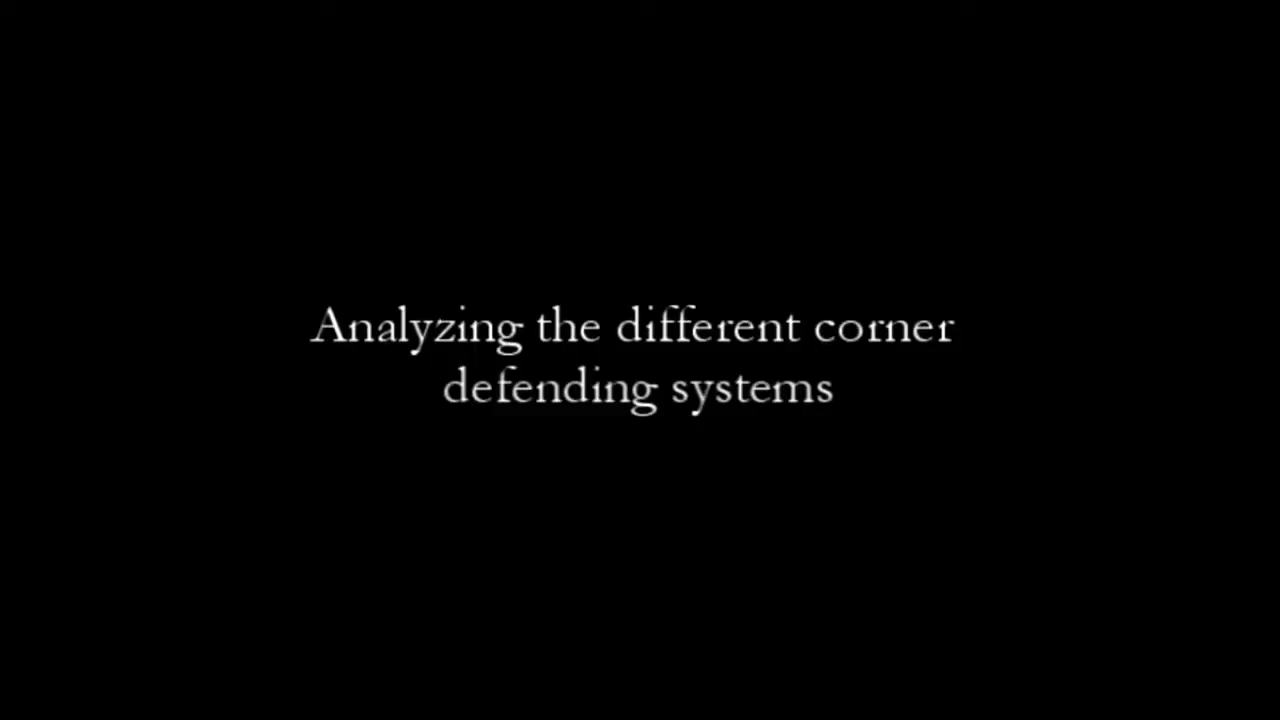 Analyzing the different corner
defending systems